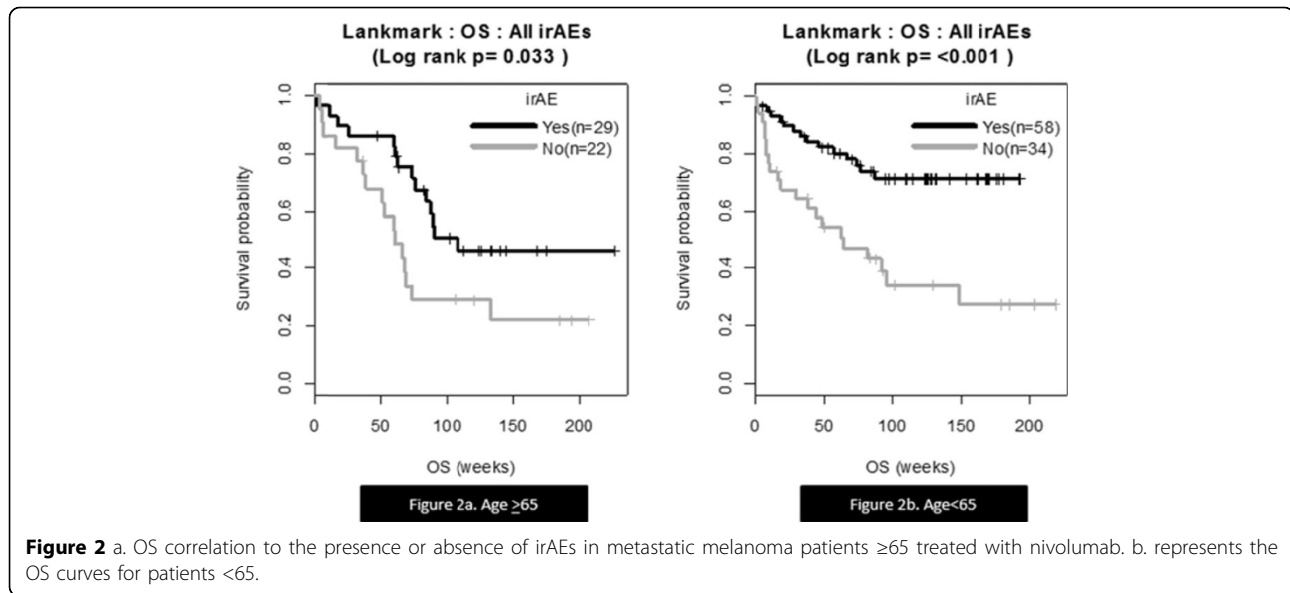 Lankmark : OS : All irAEs
(Log rank p= 0.033 )
irAE
Yes(n=29)
No(n=22)
Survival probability
1.0
0.8
0.6
0.4
0.2
0.0
0 50 100 150 200
OS (weeks)
Figure 2a. Age ≥65
Lankmark : OS : All irAEs
(Log rank p= <0.001 )
irAE
Yes(n=58)
No(n=34)
Survival probability
1.0
0.8
0.6
0.4
0.2
0.0
0 50 100 150 200
OS (weeks)
Figure 2b. Age<65
Figure 2 a. OS correlation to the presence or absence of irAEs in metastatic melanoma patients ≥65 treated with nivolumab. b. represents the
OS curves for patients <65.